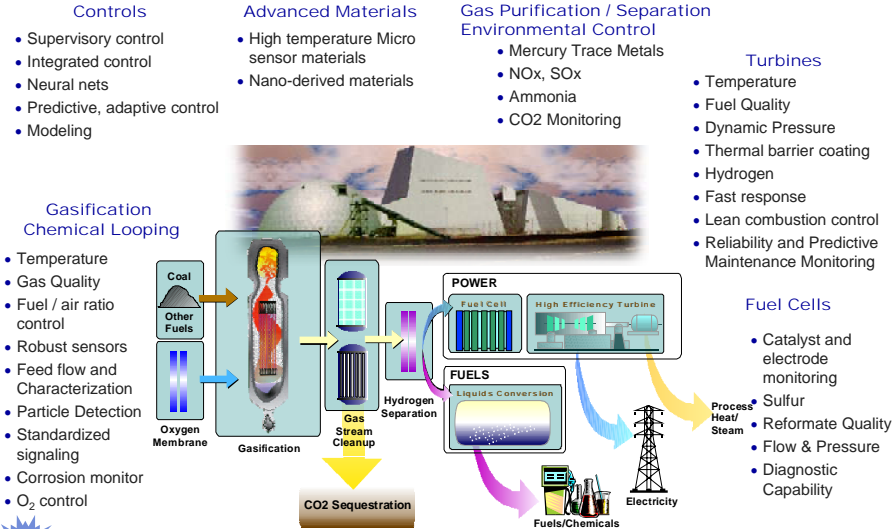 Controls
• Supervisory control
• Integrated control
• Neural nets
• Predictive, adaptive control
• Modeling
Advanced Materials
• High temperature Micro
sensor materials
• Nano-derived materials
Gas Purification / Separation
Environmental Control
• Mercury Trace Metals
• NOx, SOx
• Ammonia
• CO2 Monitoring
Turbines
• Temperature
• Fuel Quality
• Dynamic Pressure
• Thermal barrier coating
• Hydrogen
• Fast response
• Lean combustion control
• Reliability and Predictive
Maintenance Monitoring
Gasification
Chemical Looping
• Temperature
• Gas Quality
• Fuel / air ratio
control
• Robust sensors
• Feed flow and
Characterization
• Particle Detection
• Standardized
signaling
• Corrosion monitor
• O2 control
Coal
Other
Fuels
Oxygen
Membrane
Gasification
Gas
Stream
Cleanup
CO2 Sequestration
Hydrogen
Separation
POWER
Fuel Cell
High Efficiency Turbine
FUELS
Liquids Conversion
Fuels/Chemicals
Electricity
Process
Heat/
Steam
Fuel Cells
• Catalyst and
electrode
monitoring
• Sulfur
• Reformate Quality
• Flow & Pressure
• Diagnostic
Capability